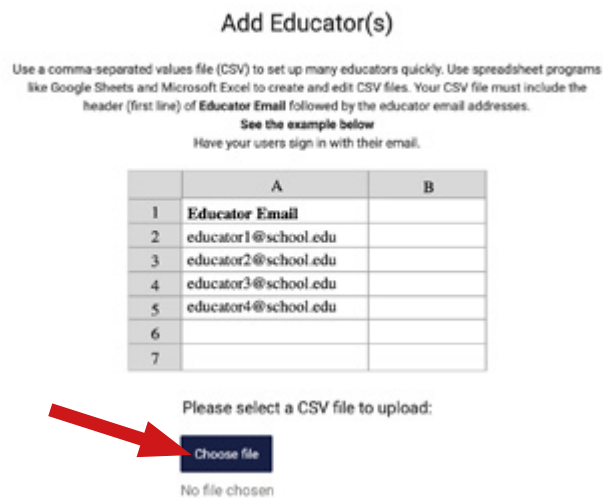 Add Educator(s)
Use a comma-separated values file (CSV) to set up many educators quickly. Use spreadsheet programs
like Google Sheets and Microsoft Excel to create and edit CSV files. Your CSV file must include the
header (first line) of Educator Email followed by the educator email addresses.
See the example below
Have your users sign in with their email.
A B
1 Educator Email
2 educator1@school.edu
3 educator2@school.edu
4 educator3@school.edu
5 educator4@school.edu
6
7
Please select a CSV file to upload:
Choose file
No file chosen